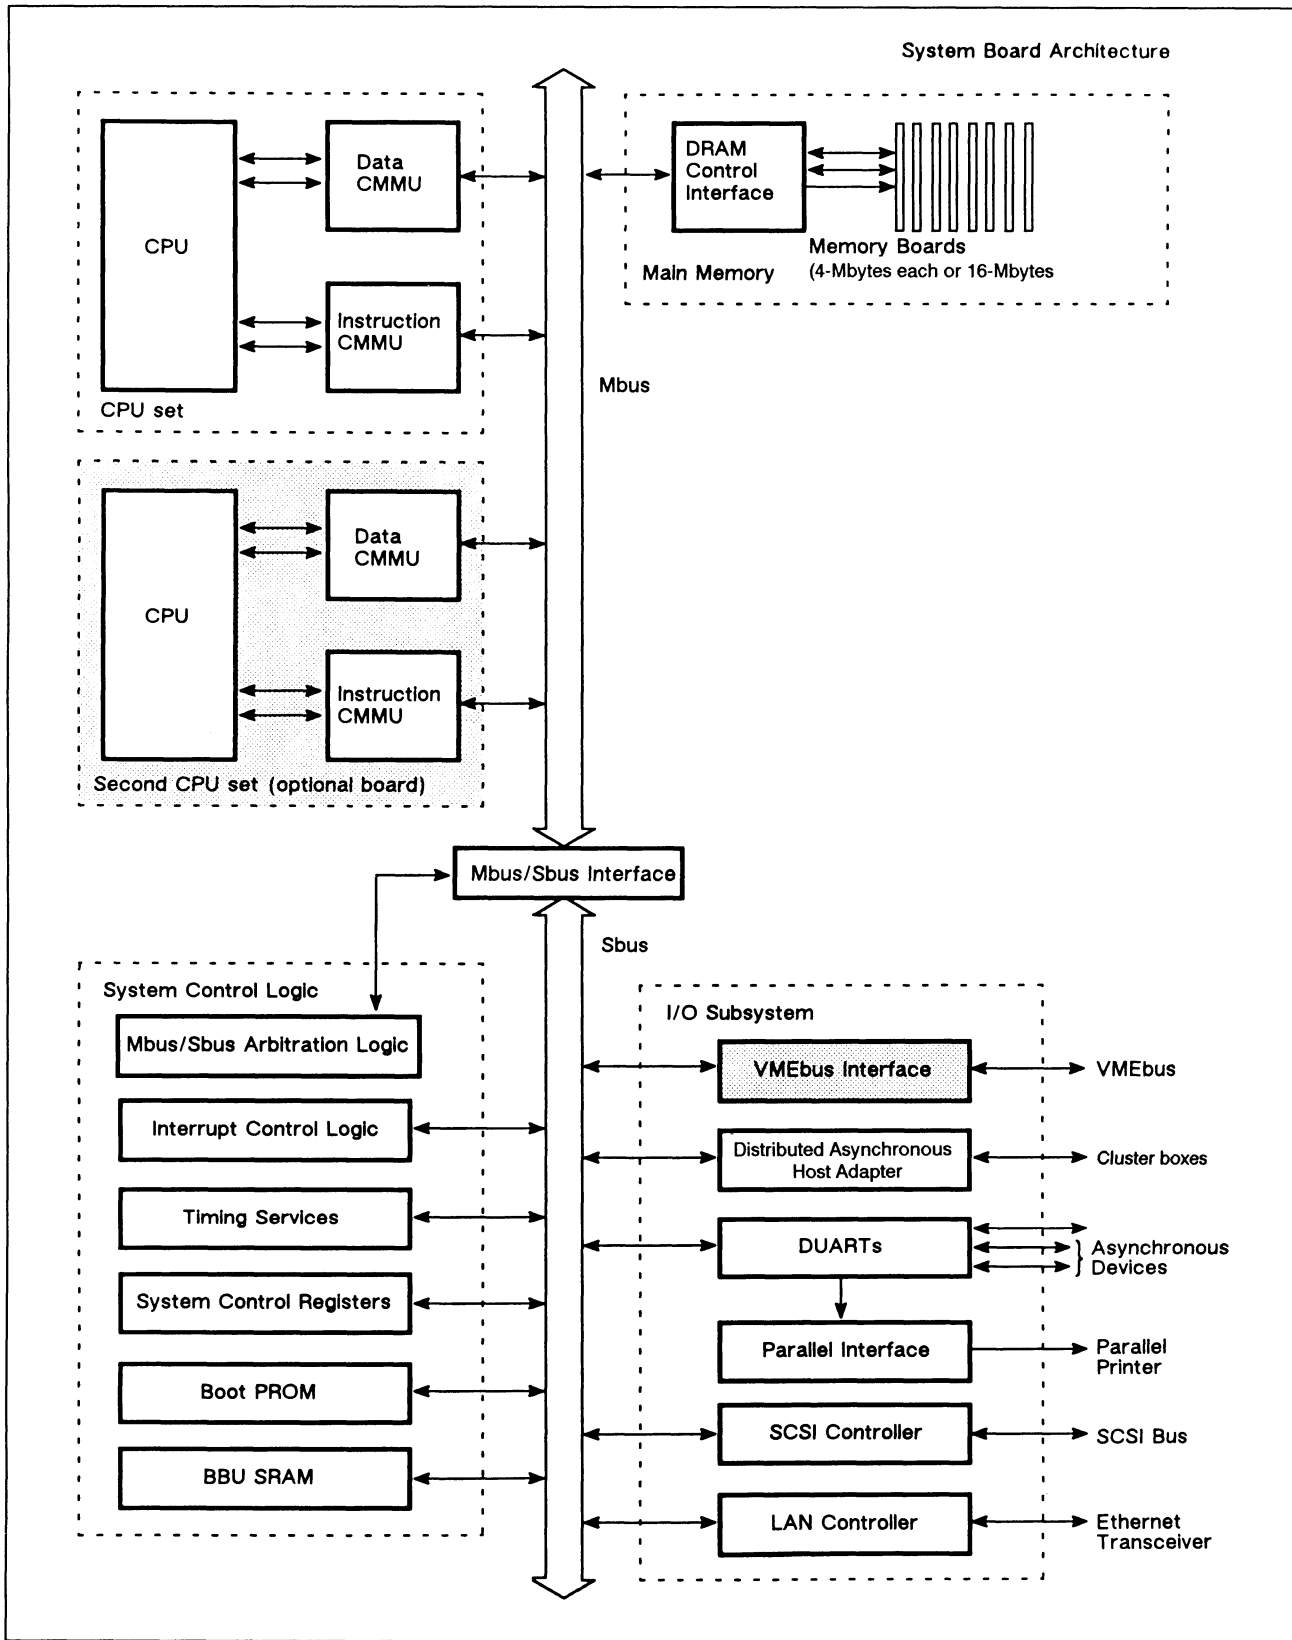 System Board Architecture
CPU
Data
CMMU
Instruction
CMMU
CPU set
DRAM
Control
Interface
Memory Boards
(4-Mbytes each or 16-Mbytes
Main Memory
Mbus
CPU
Data
CMMU
Instruction
CMMU
Second CPU set (optional board)
Mbus/Sbus Interface
Sbus
System Control Logic
Mbus/Sbus Arbitration Logic
Interrupt Control Logic
Timing Services
System Control Registers
Boot PROM
BBU SRAM
I/O Subsystem
VMEbus Interface
VMEbus
Distributed Asynchronous
Host Adapter
Cluster boxes
DUARTs
Asynchronous
Devices
Parallel Interface
Parallel
Printer
SCSI Controller
SCSI Bus
LAN Controller
Ethernet
Transceiver